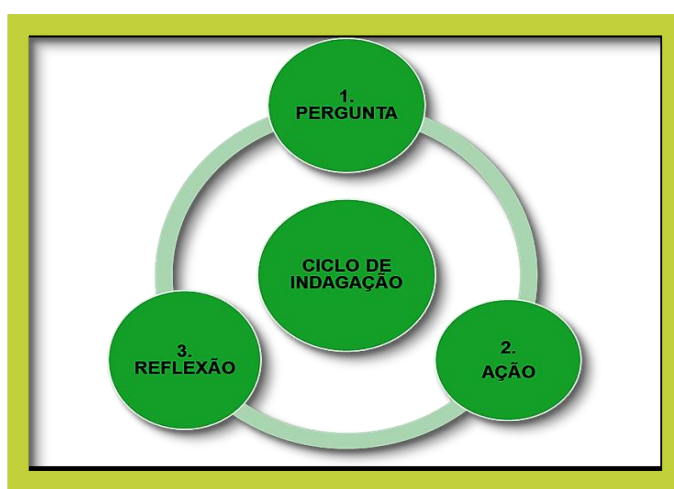 1.
PERGUNTA
CICLO DE
INDAGAÇÃO
2.
AÇÃO
3.
REFLEXÃO